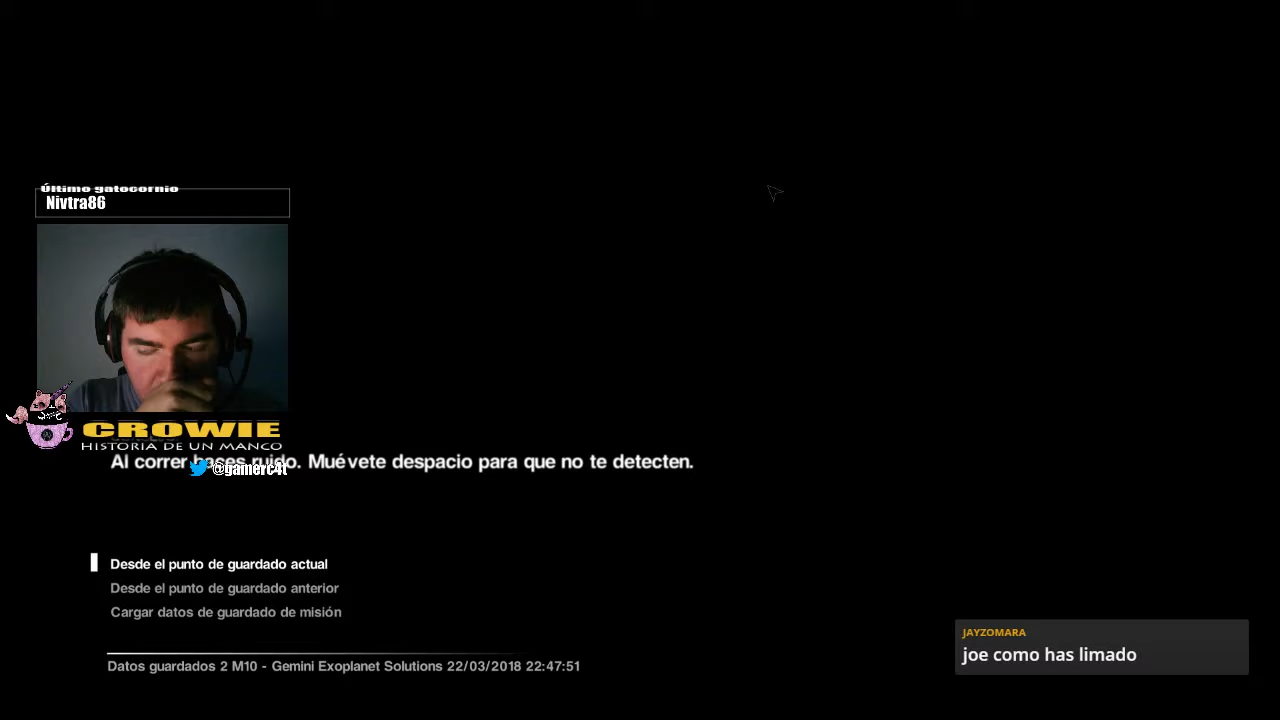 Último gatocornio
Nivtra86
CROWIE
HISTORIA DE UN MANCO
Al correr haces ruido. Muévete despacio para que no te detecten.
@gamerc4t
Desde el punto de guardado actual
Desde el punto de guardado anterior
Cargar datos de guardado de misión
Datos guardados 2 M10 - Gemini Exoplanet Solutions 22/03/2018 22:47:51
JAYZOMARA
joe como has limado